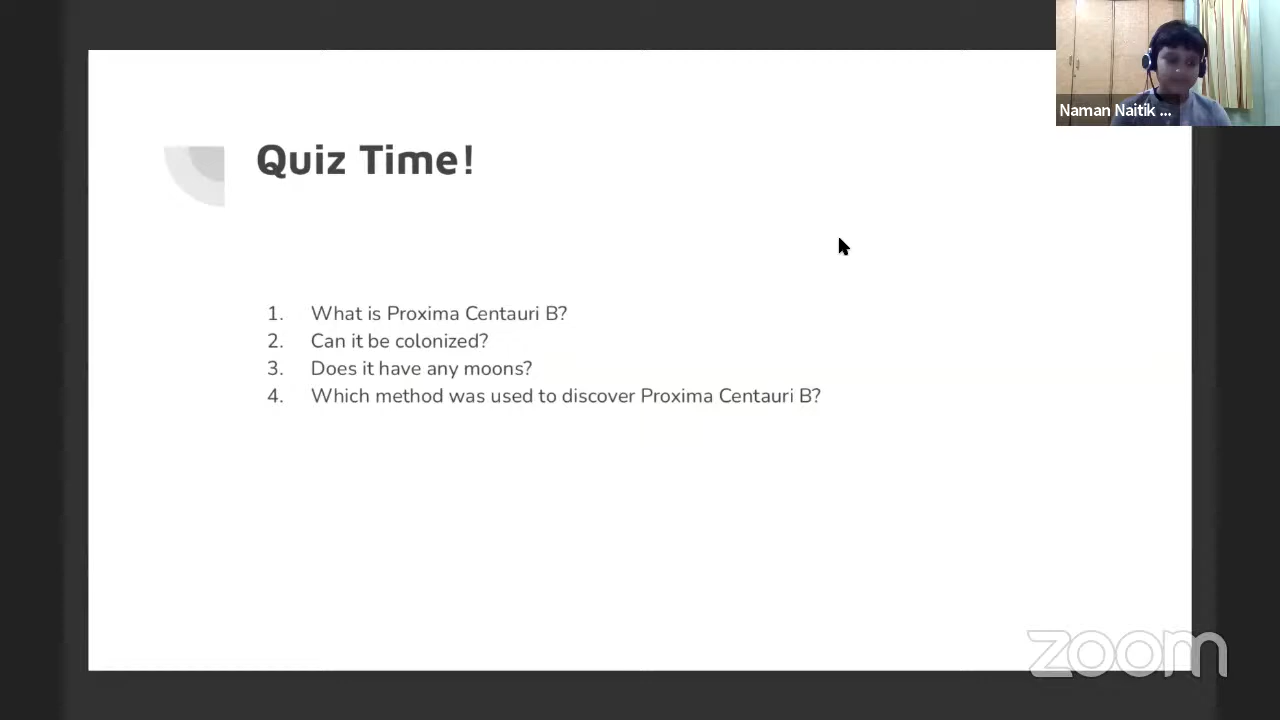 Naman Naitik ...
Quiz Time!
1. What is Proxima Centauri B?
2. Can it be colonized?
3. Does it have any moons?
4. Which method was used to discover Proxima Centauri B?
zoom